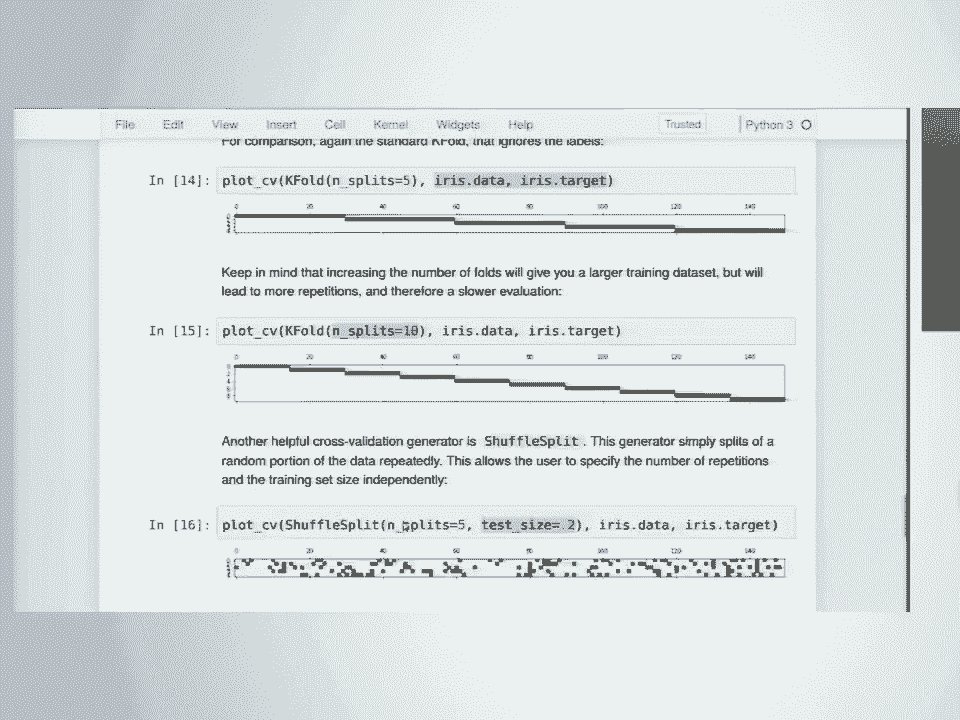 File Edit View Insert Cell Kernel Widgets Help Trusted Python 3
For comparison, again the standard KFold, that ignores the labels:
In [14]: plot_cv(KFold(n_splits=5), iris.data, iris.target)
0 20 40 60 80 100 120 140
Keep in mind that increasing the number of folds will give you a larger training dataset, but will
lead to more repetitions, and therefore a slower evaluation:
In [15]: plot_cv(KFold(n_splits=10), iris.data, iris.target)
0 20 40 60 80 100 120 140
0
2
4
6
8
Another helpful cross-validation generator is ShuffleSplit. This generator simply splits of a
random portion of the data repeatedly. This allows the user to specify the number of repetitions
and the training set size independently:
In [16]: plot_cv(ShuffleSplit(n_splits=5, test_size=.2), iris.data, iris.target)
0 20 40 60 80 100 120 140